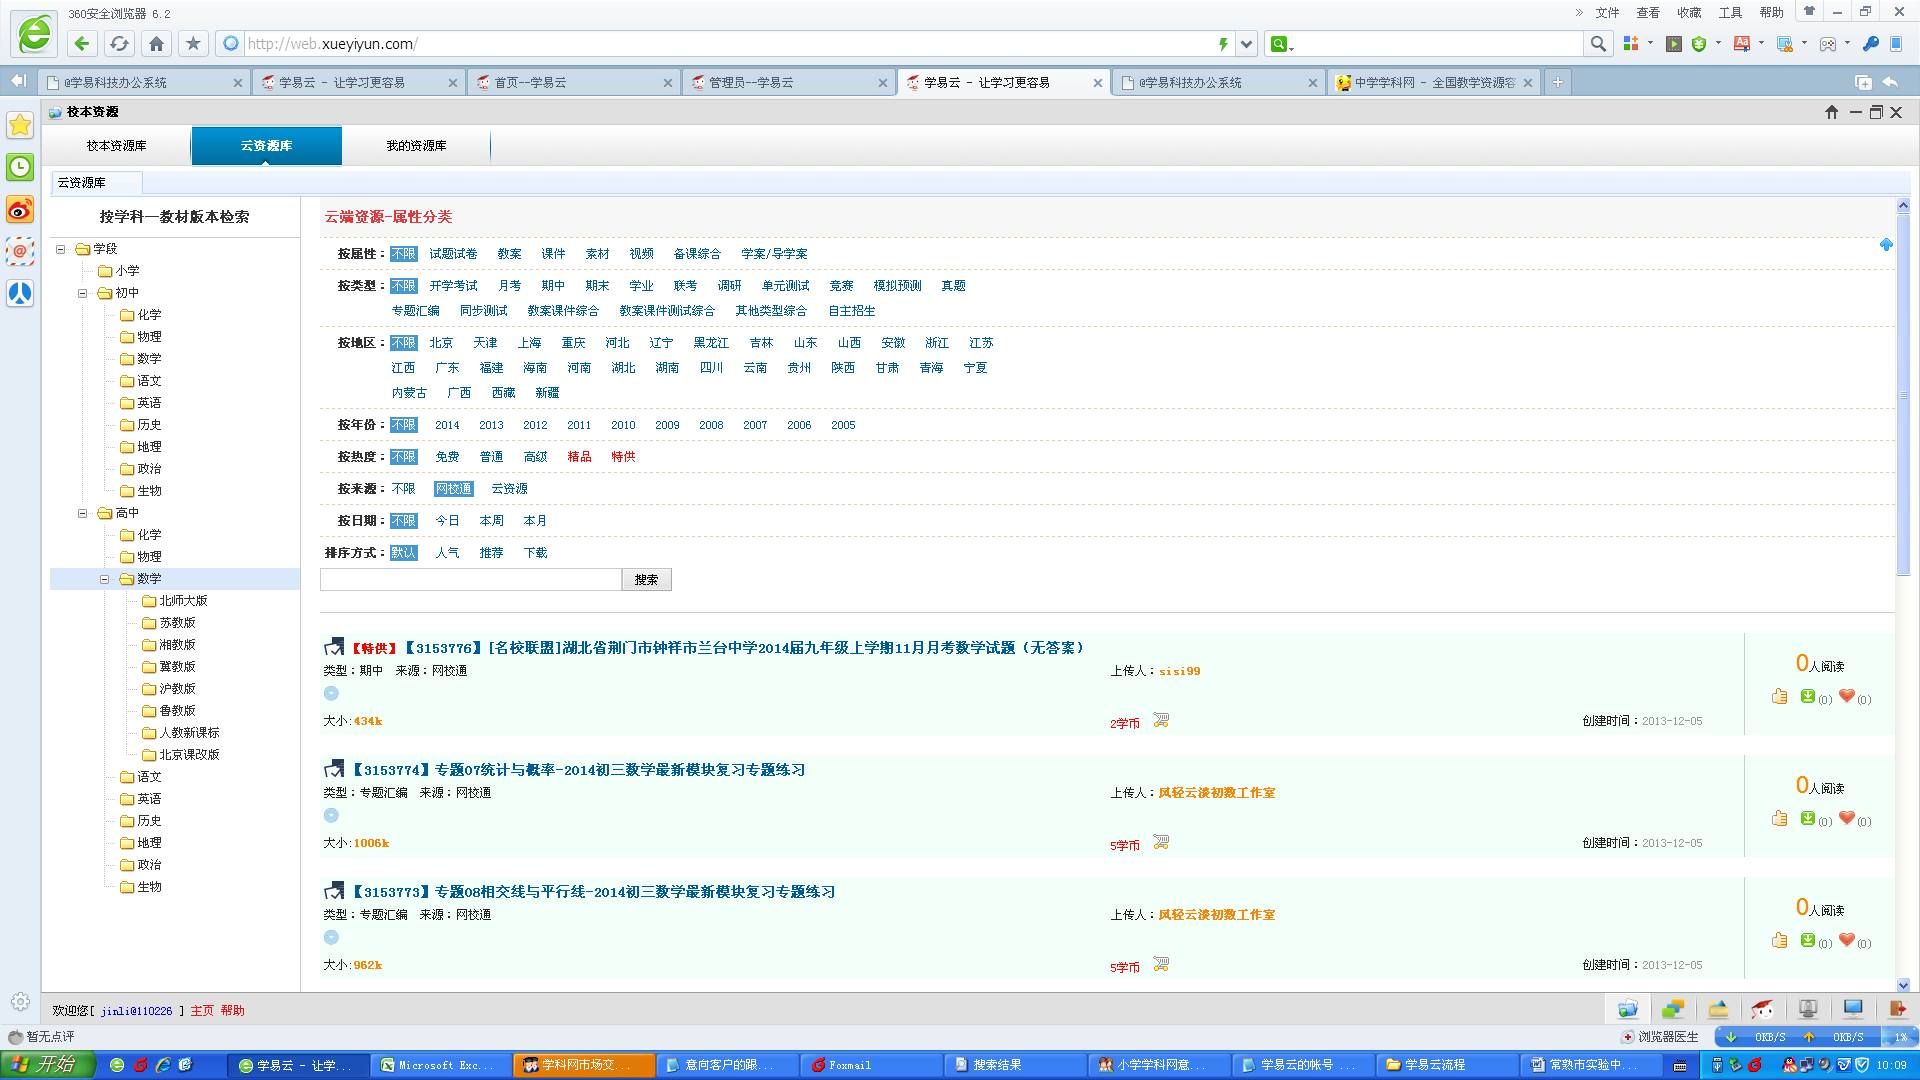 360安全浏览器 6.2
» 文件 查看 收藏 工具 帮助
http://web.xueyiyun.com/
@学易科技办公系统
学易云 - 让学习更容易
首页--学易云
管理员--学易云
学易云 - 让学习更容易
@学易科技办公系统
中学学科网 - 全国教学资源容
校本资源
校本资源库 云资源库 我的资源库
云资源库
按学科—教材版本检索
学段
小学
初中
化学
物理
数学
语文
英语
历史
地理
政治
生物
高中
化学
物理
数学
北师大版
苏教版
湘教版
冀教版
沪教版
鲁教版
人教新课标
北京课改版
语文
英语
历史
地理
政治
生物
云端资源-属性分类
按属性： 不限 试题试卷 教案 课件 素材 视频 备课综合 学案/导学案
按类型： 不限 开学考试 月考 期中 期末 学业 联考 调研 单元测试 竞赛 模拟预测 真题
专题汇编 同步测试 教案课件综合 教案课件测试综合 其他类型综合 自主招生
按地区： 不限 北京 天津 上海 重庆 河北 辽宁 黑龙江 吉林 山东 山西 安徽 浙江 江苏
江西 广东 福建 海南 河南 湖北 湖南 四川 云南 贵州 陕西 甘肃 青海 宁夏
内蒙古 广西 西藏 新疆
按年份： 不限 2014 2013 2012 2011 2010 2009 2008 2007 2006 2005
按热度： 不限 免费 普通 高级 精品 特供
按来源： 不限 网校通 云资源
按日期： 不限 今日 本周 本月
排序方式： 默认 人气 推荐 下载
搜索
【特供】【3153776】[名校联盟]湖北省荆门市钟祥市兰台中学2014届九年级上学期11月月考数学试题（无答案）
类型：期中 来源：网校通 上传人：sisi99
0人阅读
(0) (0)
大小:434k 2学币 创建时间：2013-12-05
【3153774】专题07统计与概率-2014初三数学最新模块复习专题练习
类型：专题汇编 来源：网校通 上传人：风轻云淡初数工作室
0人阅读
(0) (0)
大小:1006k 5学币 创建时间：2013-12-05
【3153773】专题08相交线与平行线-2014初三数学最新模块复习专题练习
类型：专题汇编 来源：网校通 上传人：风轻云淡初数工作室
0人阅读
(0) (0)
大小:962k 5学币 创建时间：2013-12-05
欢迎您[ jinli@110226 ] 主页 帮助
暂无点评
浏览器医生 0KB/S 0KB/S 1%
开始
学易云 - 让学...
Microsoft Exc...
学科网市场交...
意向客户的跟...
Foxmail
搜索结果
小学学科网意...
学易云的帐号 ...
学易云流程
常熟市实验中...
10:09